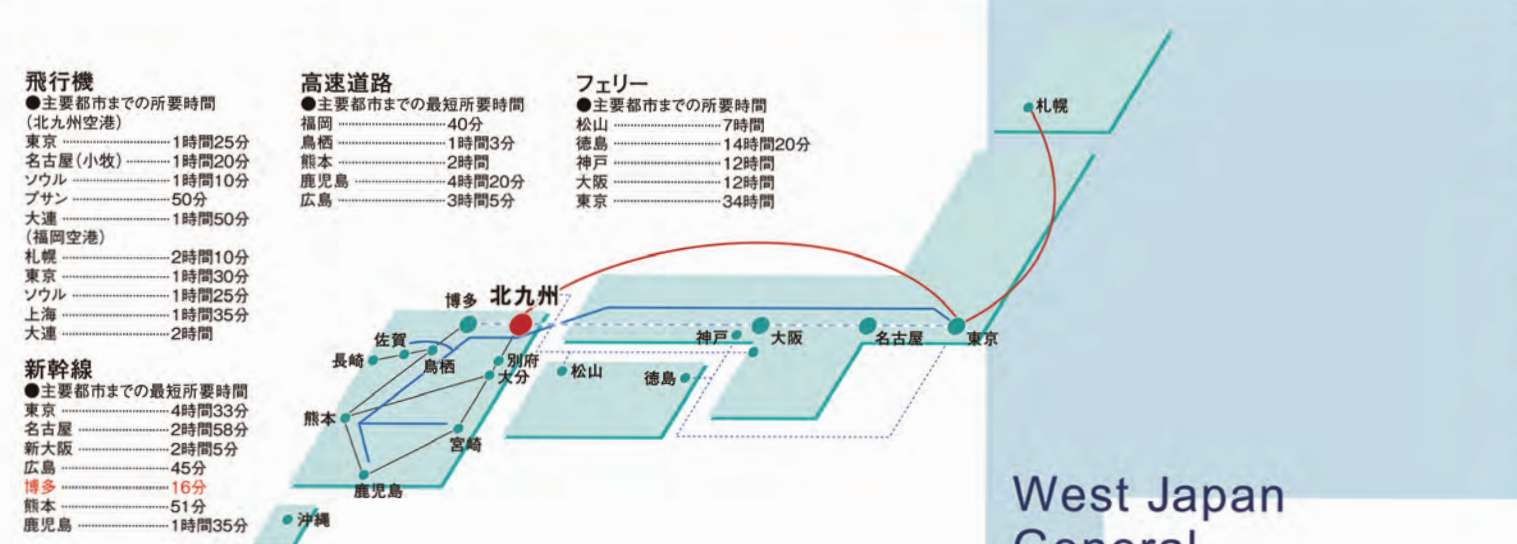 飛行機
●主要都市までの所要時間
(北九州空港)
東京 1時間25分
名古屋(小牧) 1時間20分
ソウル 1時間10分
プサン 50分
大連 1時間50分
(福岡空港)
札幌 2時間10分
東京 1時間30分
ソウル 1時間25分
上海 1時間35分
大連 2時間
新幹線
●主要都市までの最短所要時間
東京 4時間33分
名古屋 2時間58分
新大阪 2時間5分
広島 45分
博多 16分
熊本 51分
鹿児島 1時間35分
高速道路
●主要都市までの最短所要時間
福岡 40分
鳥栖 1時間3分
熊本 2時間
鹿児島 4時間20分
広島 3時間5分
フェリー
●主要都市までの所要時間
松山 7時間
徳島 14時間20分
神戸 12時間
大阪 12時間
東京 34時間
札幌
博多
北九州
佐賀
長崎
鳥栖
別府
大分
熊本
宮崎
鹿児島
沖縄
松山
徳島
神戸
大阪
名古屋
東京
West Japan
General